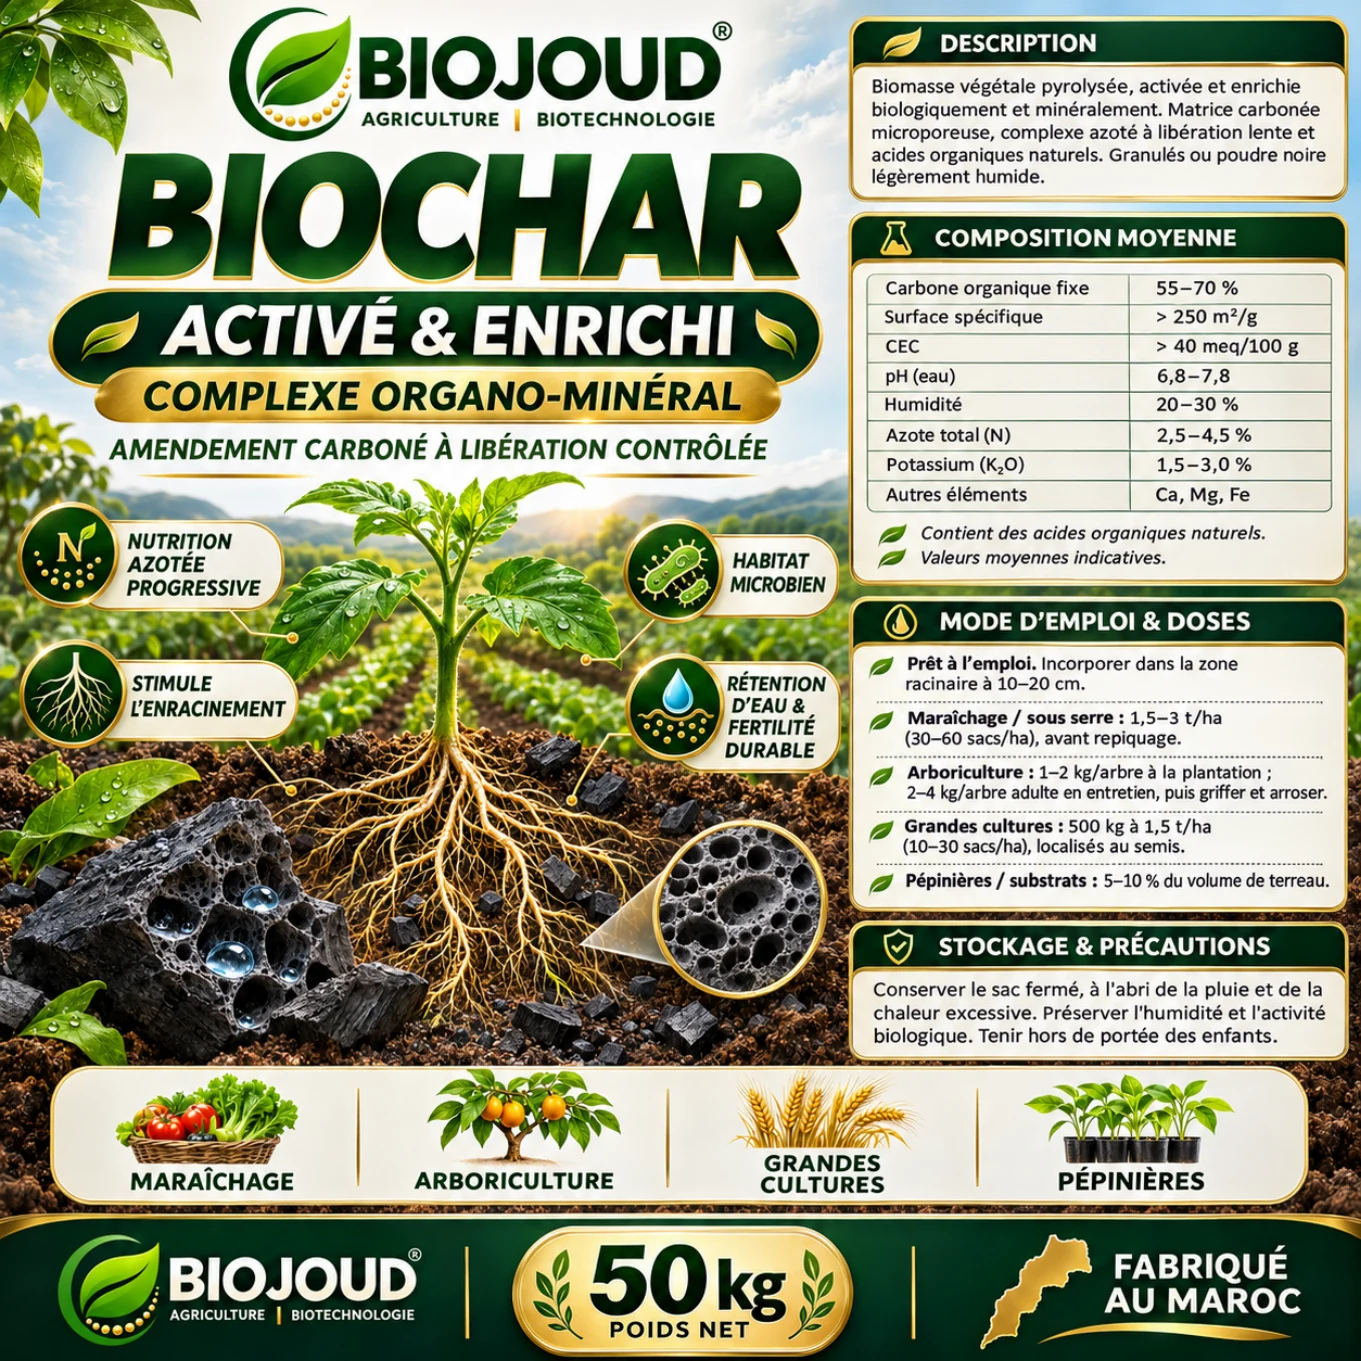 BIOJOUD®
AGRICULTURE | BIOTECHNOLOGIE
BIOCHAR
ACTIVÉ & ENRICHI
COMPLEXE ORGANO-MINÉRAL
AMENDEMENT CARBONÉ À LIBÉRATION CONTRÔLÉE
N
NUTRITION
AZOTÉE
PROGRESSIVE
STIMULE
L'ENRACINEMENT
HABITAT
MICROBIEN
RÉTENTION
D'EAU &
FERTILITÉ
DURABLE
DESCRIPTION
Biomasse végétale pyrolysée, activée et enrichie
biologiquement et minéralement. Matrice carbonée
microporeuse, complexe azoté à libération lente et
acides organiques naturels. Granulés ou poudre noire
légèrement humide.
COMPOSITION MOYENNE
Carbone organique fixe 55–70 %
Surface spécifique > 250 m²/g
CEC > 40 meq/100 g
pH (eau) 6,8–7,8
Humidité 20–30 %
Azote total (N) 2,5–4,5 %
Potassium (K₂O) 1,5–3,0 %
Autres éléments Ca, Mg, Fe
Contient des acides organiques naturels.
Valeurs moyennes indicatives.
MODE D'EMPLOI & DOSES
Prêt à l'emploi. Incorporer dans la zone
racinaire à 10–20 cm.
Maraîchage / sous serre : 1,5–3 t/ha
(30–60 sacs/ha), avant repiquage.
Arboriculture : 1–2 kg/arbre à la plantation ;
2–4 kg/arbre adulte en entretien, puis griffer et arroser.
Grandes cultures : 500 kg à 1,5 t/ha
(10–30 sacs/ha), localisés au semis.
Pépinières / substrats : 5–10 % du volume de terreau.
STOCKAGE & PRÉCAUTIONS
Conserver le sac fermé, à l'abri de la pluie et de la
chaleur excessive. Préserver l'humidité et l'activité
biologique. Tenir hors de portée des enfants.
MARAÎCHAGE
ARBORICULTURE
GRANDES
CULTURES
PÉPINIÈRES
BIOJOUD®
AGRICULTURE | BIOTECHNOLOGIE
50 kg
POIDS NET
FABRIQUÉ
AU MAROC